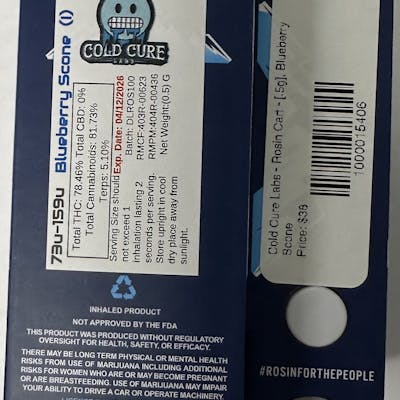 COLD CURE
LABS
73u-159u Blueberry Scone (I)
Total THC: 78.46% Total CBD: 0%
Total Cannabinoids: 81.73%
Terps: 5.10%
Serving Size should
not exceed 1
inhalation lasting 2
seconds per serving.
Store upright in cool
dry place away from
sunlight.
Exp. Date: 04/12/2026
Batch: DLROS100
RMCF:403R-00623
RMPM:404R-00436
Net Weight:(0.5) G
INHALED PRODUCT
NOT APPROVED BY THE FDA
THIS PRODUCT WAS PRODUCED WITHOUT REGULATORY
OVERSIGHT FOR HEALTH, SAFETY, OR EFFICACY.
THERE MAY BE LONG TERM PHYSICAL OR MENTAL HEALTH
RISKS FROM USE OF MARIJUANA INCLUDING ADDITIONAL
RISKS FOR WOMEN WHO ARE OR MAY BECOME PREGNANT
OR ARE BREASTFEEDING. USE OF MARIJUANA MAY IMPAIR
YOUR ABILITY TO DRIVE A CAR OR OPERATE MACHINERY.
Cold Cure Labs - Rosin Cart - [.5g], Blueberry
Scone
Price: $36
1000015406
#ROSINFORTHEPEOPLE